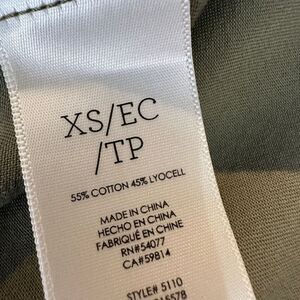 XS/EC
/TP
55% COTTON 45% LYOCELL
MADE IN CHINA
HECHO EN CHINA
FABRIQUÉ EN CHINE
RN#54077
CA#59814
STYLE# 5110